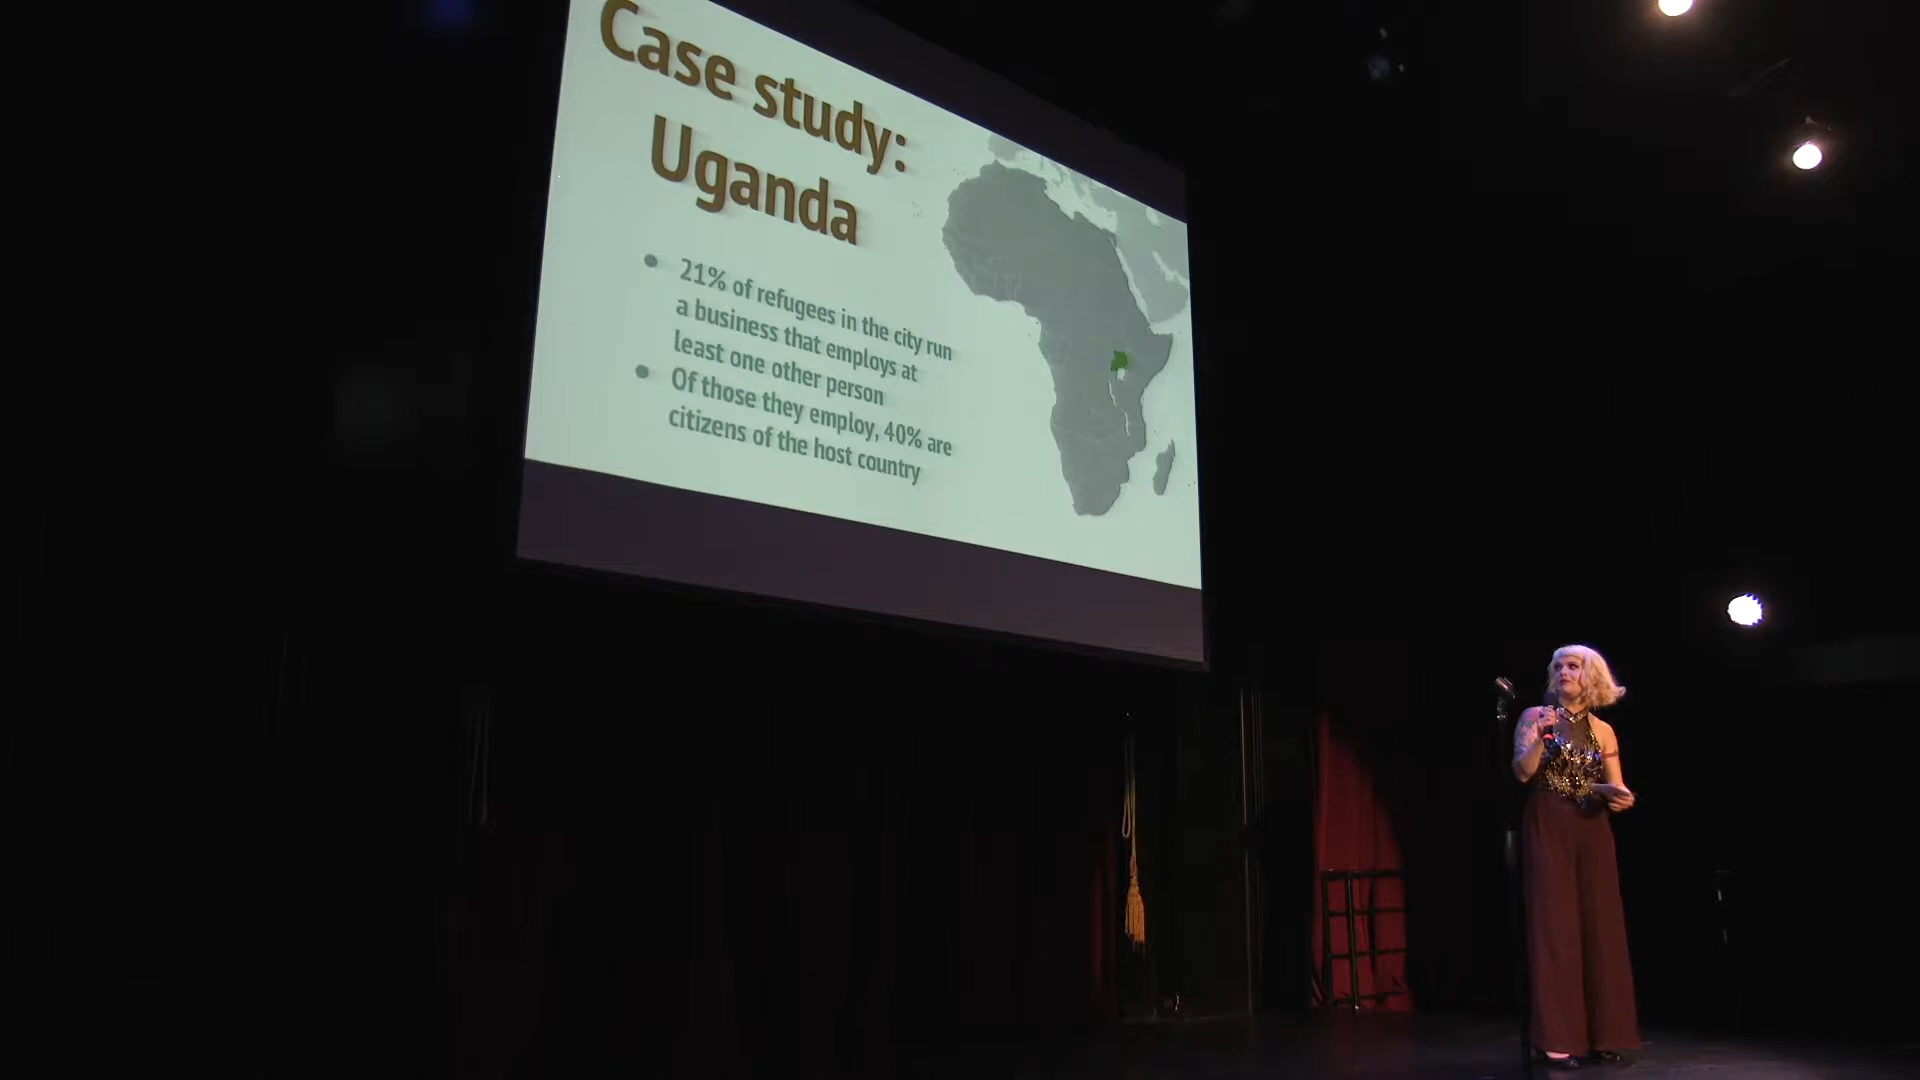 Case study:
Uganda
• 21% of refugees in the city run
a business that employs at
least one other person
• Of those they employ, 40% are
citizens of the host country